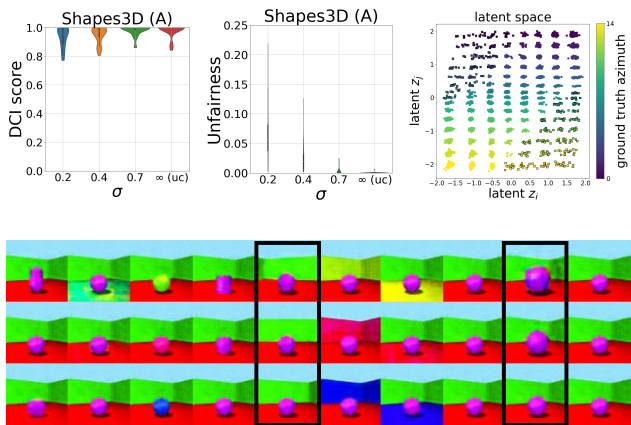 Shapes3D (A)
DCI score
1.0
0.8
0.6
0.4
0.2
0.0
0.2 0.4 0.7 ∞ (uc)
σ
Shapes3D (A)
Unfairness
0.25
0.20
0.15
0.10
0.05
0.00
0.2 0.4 0.7 ∞ (uc)
σ
latent space
latent zj
2
1
0
−1
−2
−2.0 −1.5 −1.0 −0.5 0.0 0.5 1.0 1.5 2.0
latent zi
14
0
ground truth azimuth